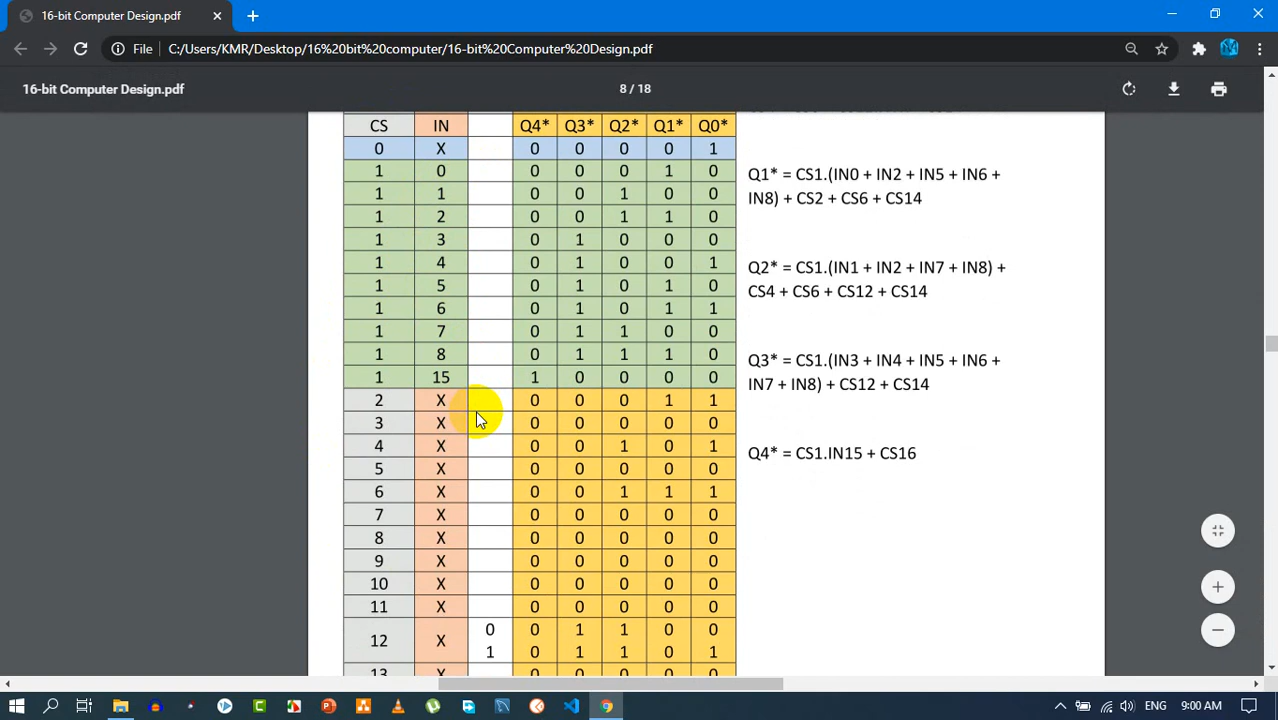 16-bit Computer Design.pdf
File C:/Users/KMR/Desktop/16%20bit%20computer/16-bit%20Computer%20Design.pdf
16-bit Computer Design.pdf 8 / 18
CS IN Q4* Q3* Q2* Q1* Q0*
0 X 0 0 0 0 1
1 0 0 0 0 1 0
1 1 0 0 1 0 0
1 2 0 0 1 1 0
1 3 0 1 0 0 0
1 4 0 1 0 0 1
1 5 0 1 0 1 0
1 6 0 1 0 1 1
1 7 0 1 1 0 0
1 8 0 1 1 1 0
1 15 1 0 0 0 0
2 X 0 0 0 1 1
3 X 0 0 0 0 0
4 X 0 0 1 0 1
5 X 0 0 0 0 0
6 X 0 0 1 1 1
7 X 0 0 0 0 0
8 X 0 0 0 0 0
9 X 0 0 0 0 0
10 X 0 0 0 0 0
11 X 0 0 0 0 0
12 X 0 0 1 1 0 0
1 0 1 1 0 1
13 X 0 0 0 0 0
Q1* = CS1.(IN0 + IN2 + IN5 + IN6 +
IN8) + CS2 + CS6 + CS14
Q2* = CS1.(IN1 + IN2 + IN7 + IN8) +
CS4 + CS6 + CS12 + CS14
Q3* = CS1.(IN3 + IN4 + IN5 + IN6 +
IN7 + IN8) + CS12 + CS14
Q4* = CS1.IN15 + CS16
ENG 9:00 AM